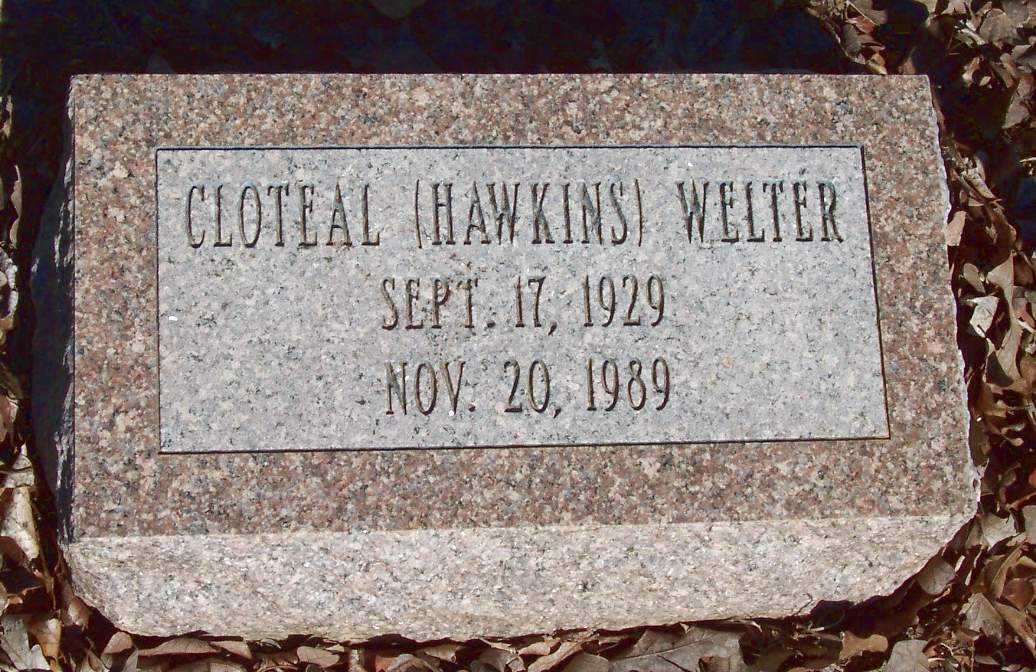 CLOTEAL (HAWKINS) WELTER
SEPT. 17, 1929
NOV. 20, 1989